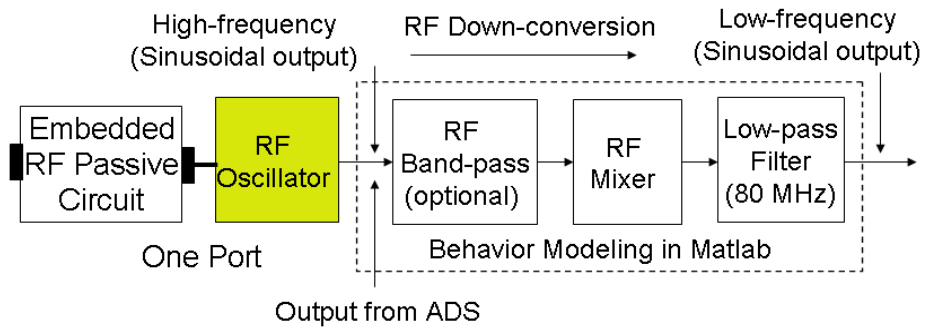 High-frequency
(Sinusoidal output)
RF Down-conversion
Low-frequency
(Sinusoidal output)
Embedded
RF Passive
Circuit
RF
Oscillator
RF
Band-pass
(optional)
RF
Mixer
Low-pass
Filter
(80 MHz)
One Port
Behavior Modeling in Matlab
Output from ADS